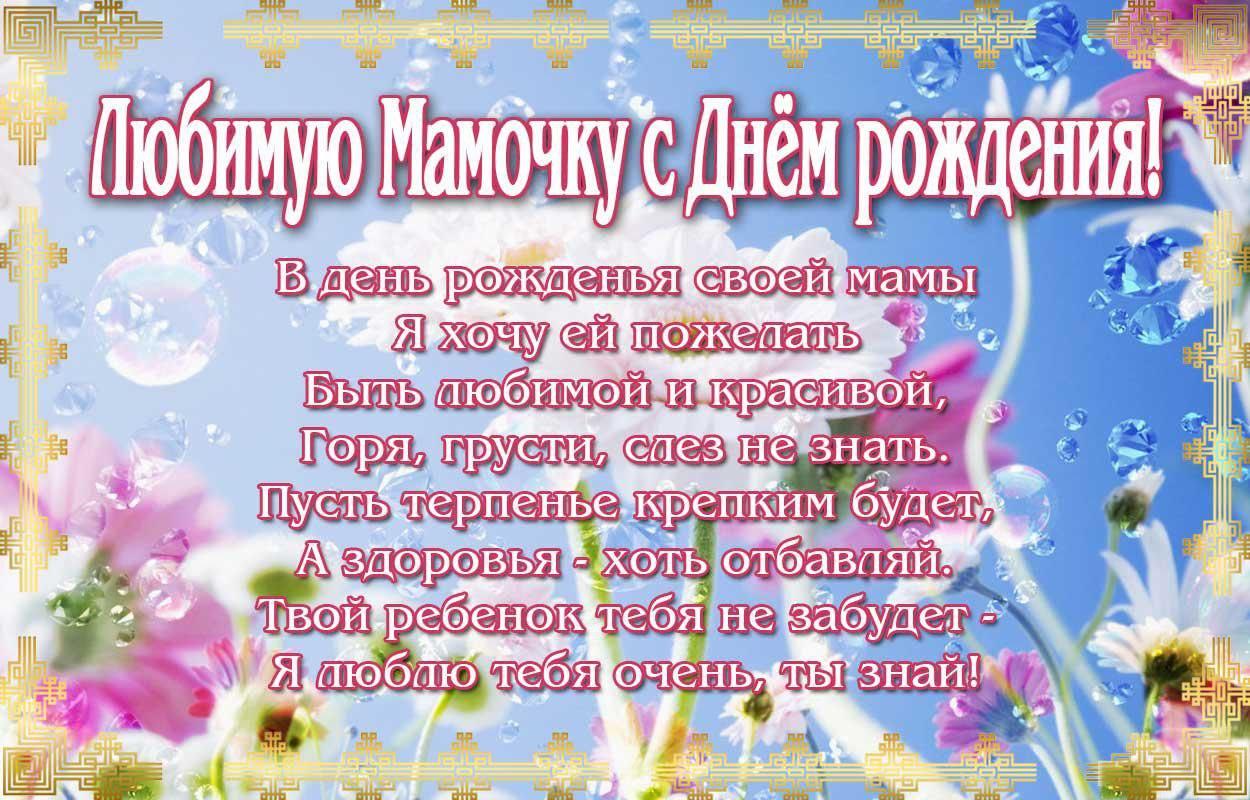 Любимую Мамочку с Днём рождения!
В день рожденья своей мамы
Я хочу ей пожелать
Быть любимой и красивой,
Горя, грусти, слез не знать.
Пусть терпенье крепким будет,
А здоровья - хоть отбавляй.
Твой ребенок тебя не забудет -
Я люблю тебя очень, ты знай!